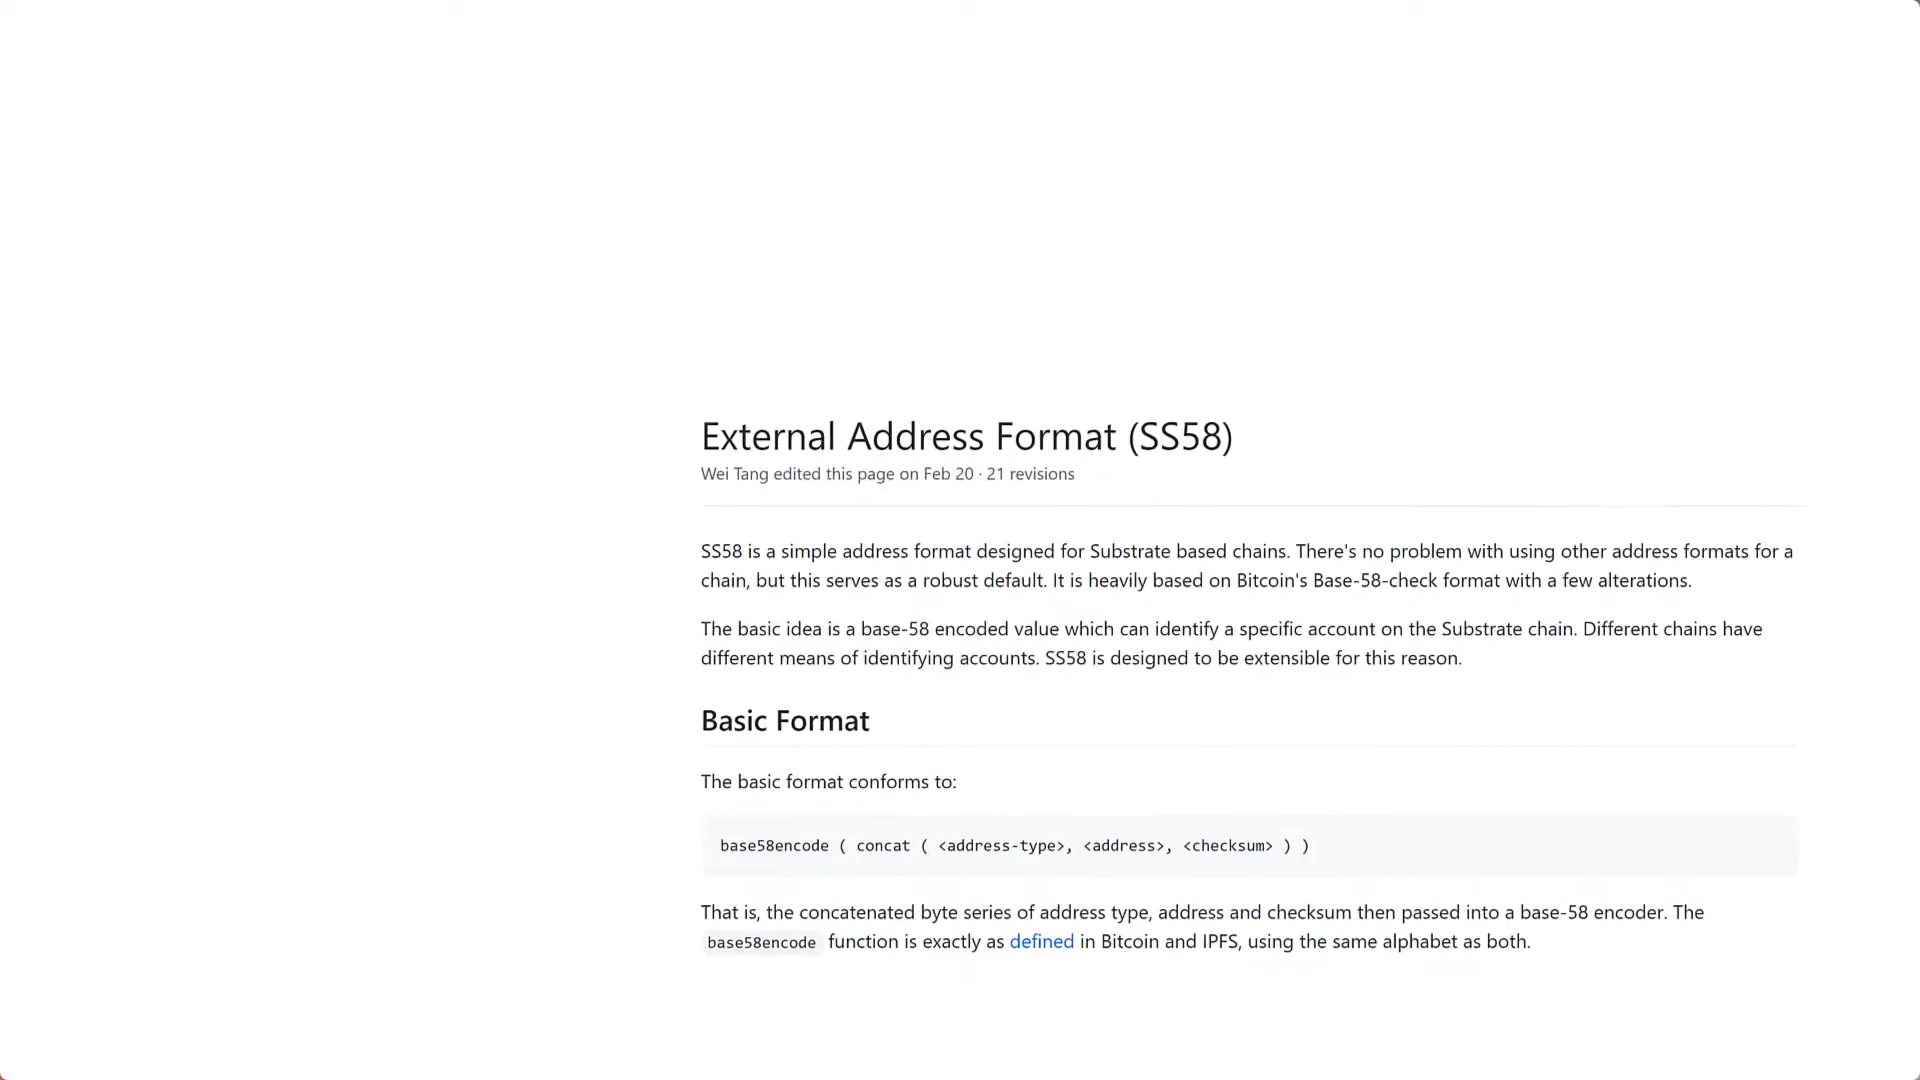 External Address Format (SS58)
Wei Tang edited this page on Feb 20 · 21 revisions
SS58 is a simple address format designed for Substrate based chains. There's no problem with using other address formats for a
chain, but this serves as a robust default. It is heavily based on Bitcoin's Base-58-check format with a few alterations.
The basic idea is a base-58 encoded value which can identify a specific account on the Substrate chain. Different chains have
different means of identifying accounts. SS58 is designed to be extensible for this reason.
Basic Format
The basic format conforms to:
base58encode ( concat ( <address-type>, <address>, <checksum> ) )
That is, the concatenated byte series of address type, address and checksum then passed into a base-58 encoder. The
base58encode function is exactly as defined in Bitcoin and IPFS, using the same alphabet as both.